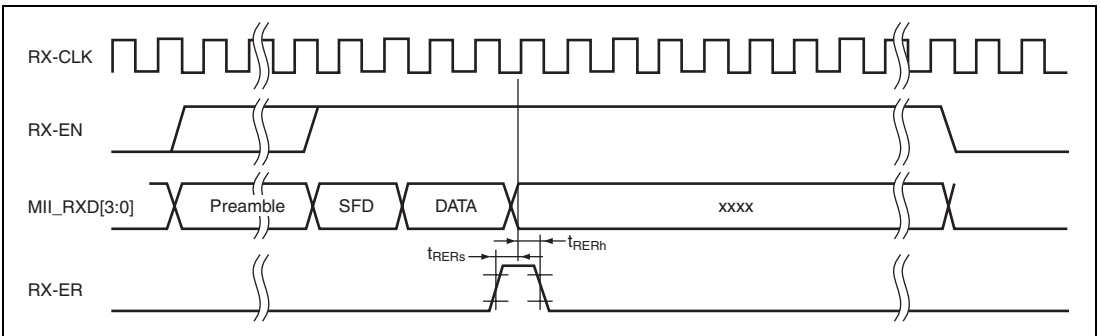 RX-CLK
RX-EN
MII_RXD[3:0] Preamble SFD DATA xxxx
tRERs tRERh
RX-ER